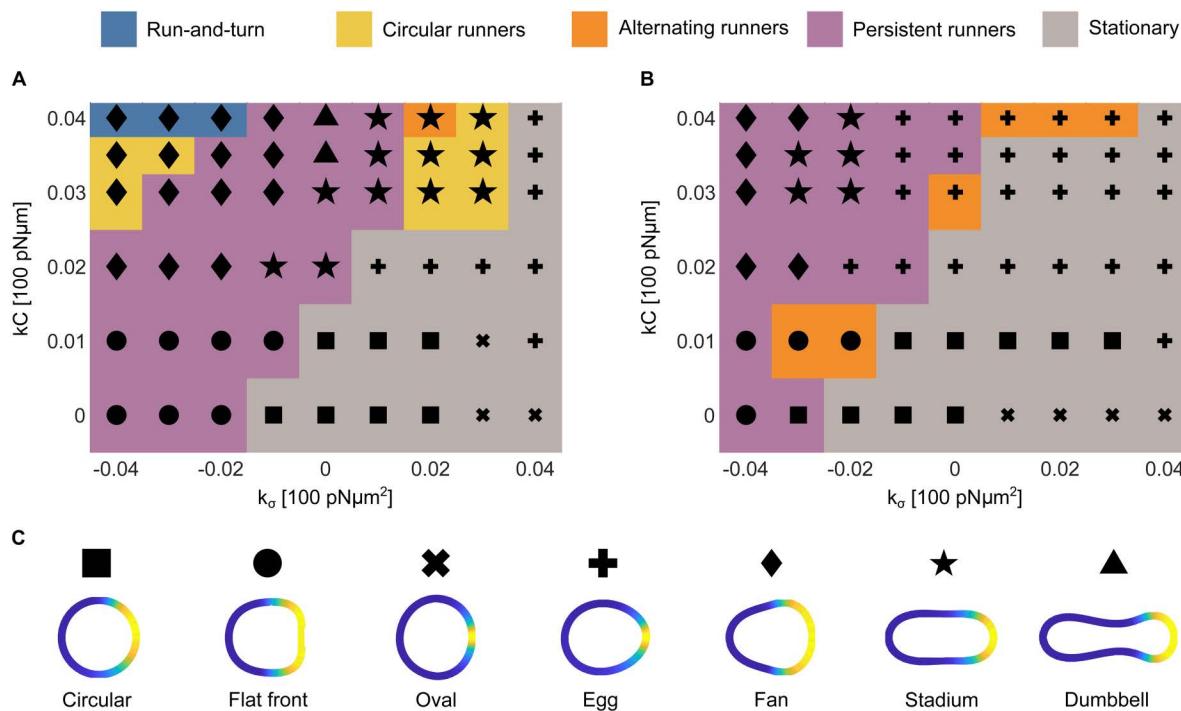 Run-and-turn Circular runners Alternating runners Persistent runners Stationary
A
0.04
0.03
0.02
0.01
0
kC [100 pNµm]
-0.04 -0.02 0 0.02 0.04
kσ [100 pNµm²]
B
0.04
0.03
0.02
0.01
0
kC [100 pNµm]
-0.04 -0.02 0 0.02 0.04
kσ [100 pNµm²]
C
Circular Flat front Oval Egg Fan Stadium Dumbbell